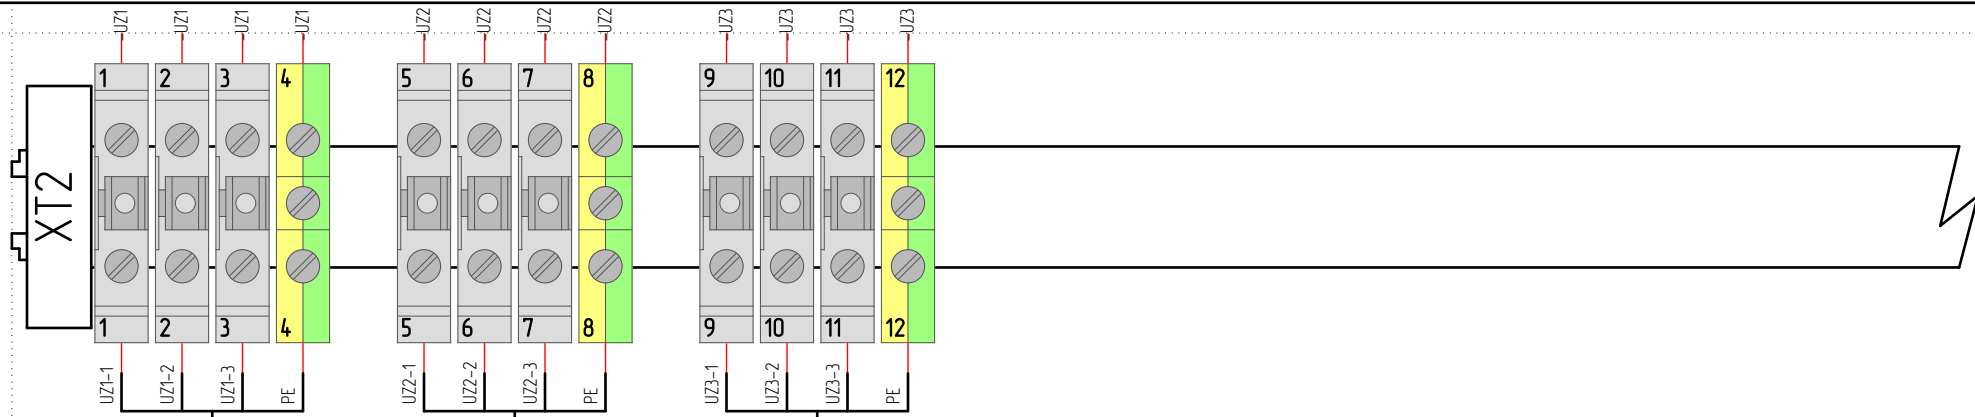 UZ1 UZ1 UZ1 UZ1 UZ2 UZ2 UZ2 UZ2 UZ3 UZ3 UZ3 UZ3
1 2 3 4 5 6 7 8 9 10 11 12
XT2
1 2 3 4 5 6 7 8 9 10 11 12
UZ1-1 UZ1-2 UZ1-3 PE UZ2-1 UZ2-2 UZ2-3 PE UZ3-1 UZ3-2 UZ3-3 PE